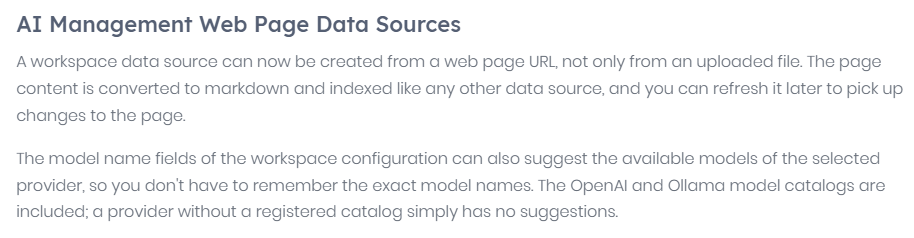 AI Management Web Page Data Sources
A workspace data source can now be created from a web page URL, not only from an uploaded file. The page
content is converted to markdown and indexed like any other data source, and you can refresh it later to pick up
changes to the page.
The model name fields of the workspace configuration can also suggest the available models of the selected
provider, so you don't have to remember the exact model names. The OpenAI and Ollama model catalogs are
included; a provider without a registered catalog simply has no suggestions.